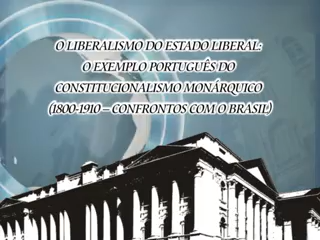 O LIBERALISMO DO ESTADO LIBERAL:
O EXEMPLO PORTUGUÊS DO
CONSTITUCIONALISMO MONÁRQUICO
(1800-1910 – CONFRONTOS COM O BRASIL)